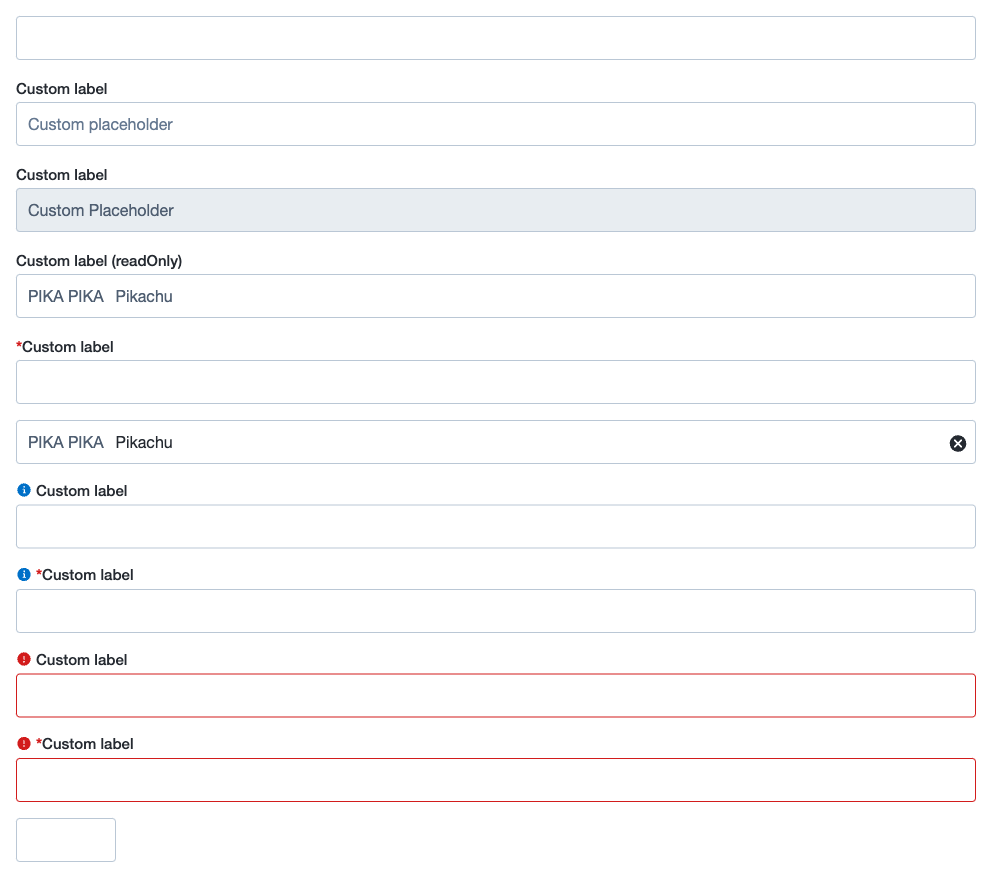 Custom label
Custom placeholder
Custom label
Custom Placeholder
Custom label (readOnly)
PIKA PIKA Pikachu
*Custom label
PIKA PIKA Pikachu
Custom label
*Custom label
Custom label
*Custom label